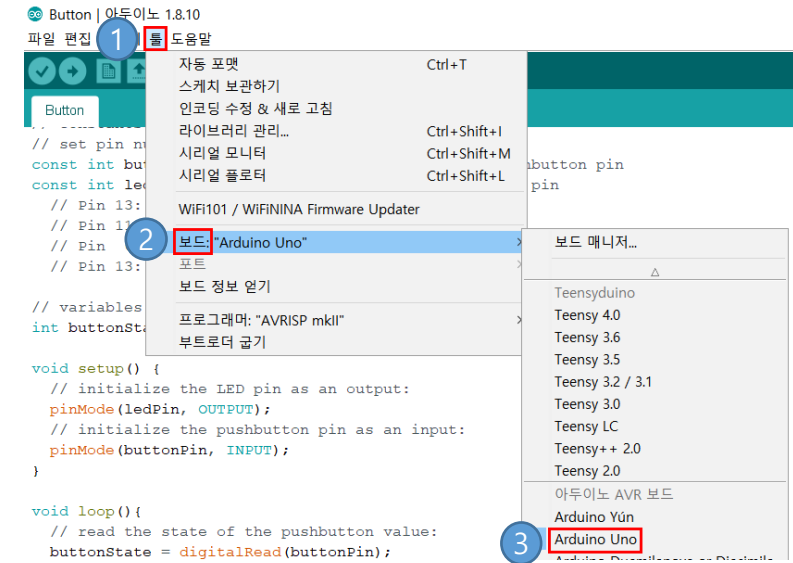 Button | 아두이노 1.8.10
파일 편집 툴 도움말
1
Button
자동 포맷 Ctrl+T
스케치 보관하기
인코딩 수정 & 새로 고침
라이브러리 관리... Ctrl+Shift+I
시리얼 모니터 Ctrl+Shift+M
시리얼 플로터 Ctrl+Shift+L
WiFi101 / WiFiNINA Firmware Updater
2
보드: "Arduino Uno"
포트
보드 정보 얻기
프로그래머: "AVRISP mkII"
부트로더 굽기
보드 매니저...
Teensyduino
Teensy 4.0
Teensy 3.6
Teensy 3.5
Teensy 3.2 / 3.1
Teensy 3.0
Teensy LC
Teensy++ 2.0
Teensy 2.0
아두이노 AVR 보드
Arduino Yún
3
Arduino Uno
// set pin
const int pin
const int pin
// Pin 13:
// Pin
// Pin
// Pin 13:
// variables
int
void setup() {
// initialize the LED pin as an output:
pinMode(ledPin, OUTPUT);
// initialize the pushbutton pin as an input:
pinMode(buttonPin, INPUT);
}
void loop(){
// read the state of the pushbutton value:
buttonState = digitalRead(buttonPin);